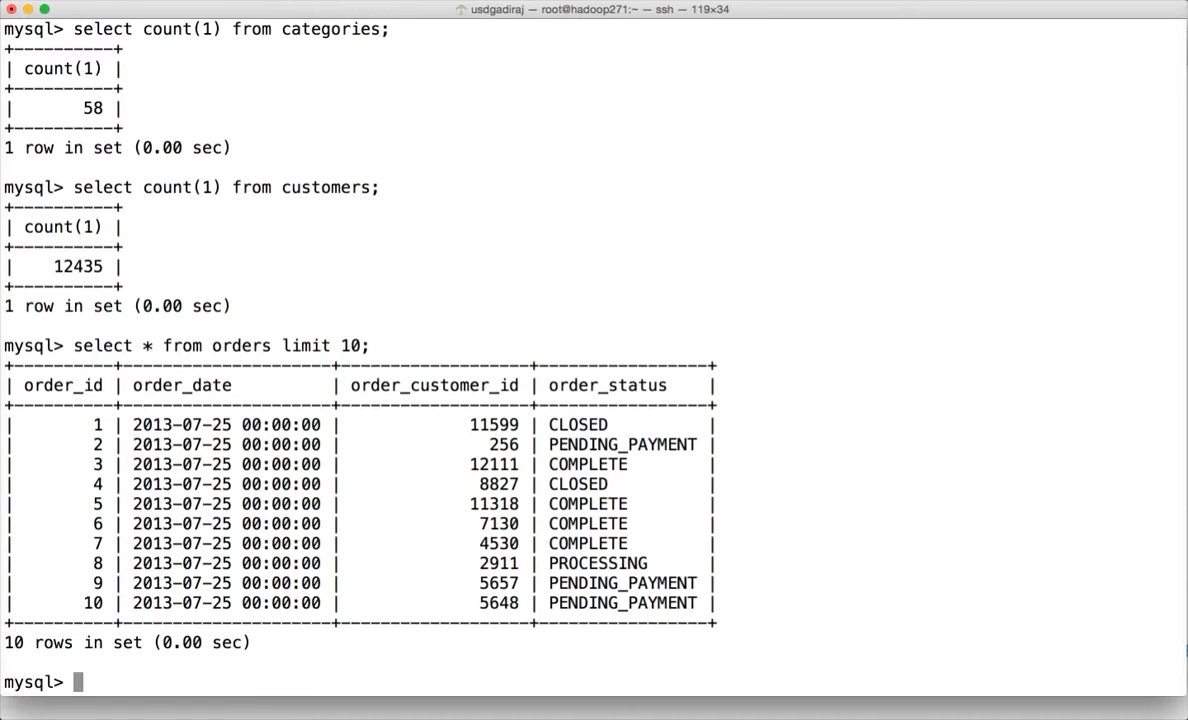 usdgadiraj — root@hadoop271:~ — ssh — 119×34
mysql> select count(1) from categories;
+----------+
| count(1) |
+----------+
|       58 |
+----------+
1 row in set (0.00 sec)
mysql> select count(1) from customers;
+----------+
| count(1) |
+----------+
|    12435 |
+----------+
1 row in set (0.00 sec)
mysql> select * from orders limit 10;
+----------+---------------------+-------------------+-----------------+
| order_id | order_date          | order_customer_id | order_status    |
+----------+---------------------+-------------------+-----------------+
|        1 | 2013-07-25 00:00:00 |             11599 | CLOSED          |
|        2 | 2013-07-25 00:00:00 |               256 | PENDING_PAYMENT |
|        3 | 2013-07-25 00:00:00 |             12111 | COMPLETE        |
|        4 | 2013-07-25 00:00:00 |              8827 | CLOSED          |
|        5 | 2013-07-25 00:00:00 |             11318 | COMPLETE        |
|        6 | 2013-07-25 00:00:00 |              7130 | COMPLETE        |
|        7 | 2013-07-25 00:00:00 |              4530 | COMPLETE        |
|        8 | 2013-07-25 00:00:00 |              2911 | PROCESSING      |
|        9 | 2013-07-25 00:00:00 |              5657 | PENDING_PAYMENT |
|       10 | 2013-07-25 00:00:00 |              5648 | PENDING_PAYMENT |
+----------+---------------------+-------------------+-----------------+
10 rows in set (0.00 sec)
mysql>